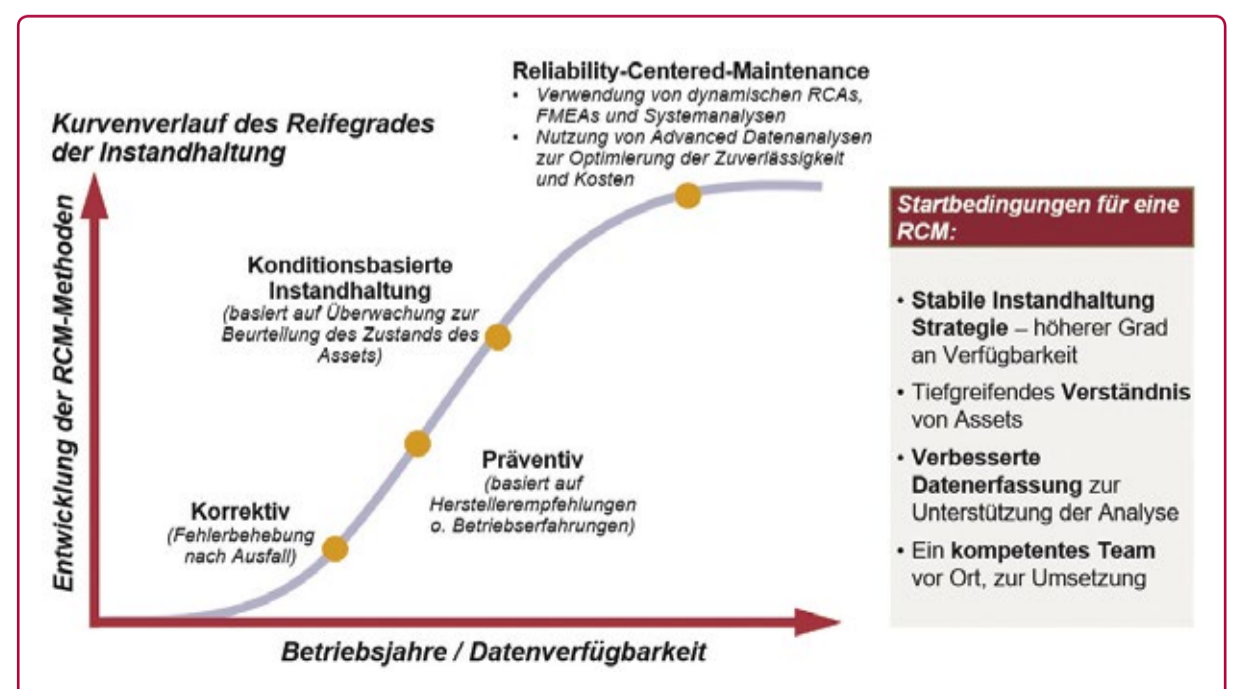 Kurvenverlauf des Reifegrades
der Instandhaltung
Entwicklung der RCM-Methoden
Reliability-Centered-Maintenance
• Verwendung von dynamischen RCAs,
FMEAs und Systemanalysen
• Nutzung von Advanced Datenanalysen
zur Optimierung der Zuverlässigkeit
und Kosten
Konditionsbasierte
Instandhaltung
(basiert auf Überwachung zur
Beurteilung des Zustands des
Assets)
Präventiv
(basiert auf
Herstellerempfehlungen
o. Betriebserfahrungen)
Korrektiv
(Fehlerbehebung
nach Ausfall)
Betriebsjahre / Datenverfügbarkeit
Startbedingungen für eine
RCM:
• Stabile Instandhaltung
Strategie – höherer Grad
an Verfügbarkeit
• Tiefgreifendes Verständnis
von Assets
• Verbesserte
Datenerfassung zur
Unterstützung der Analyse
• Ein kompetentes Team
vor Ort, zur Umsetzung